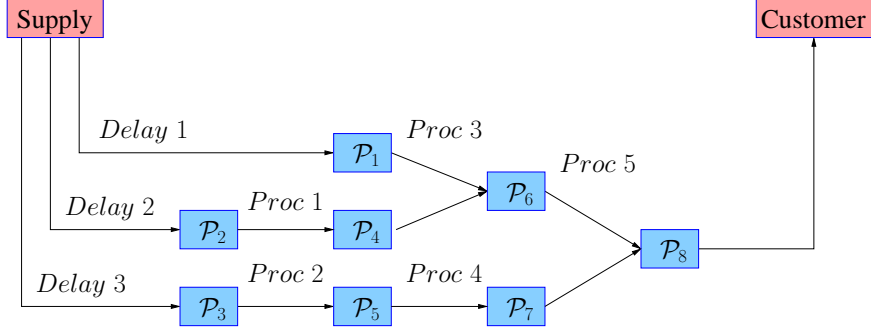 Supply
Customer
Delay 1
Proc 3
P₁
Proc 5
Delay 2
Proc 1
P₆
P₂
P₄
P₈
Delay 3
Proc 2
Proc 4
P₃
P₅
P₇